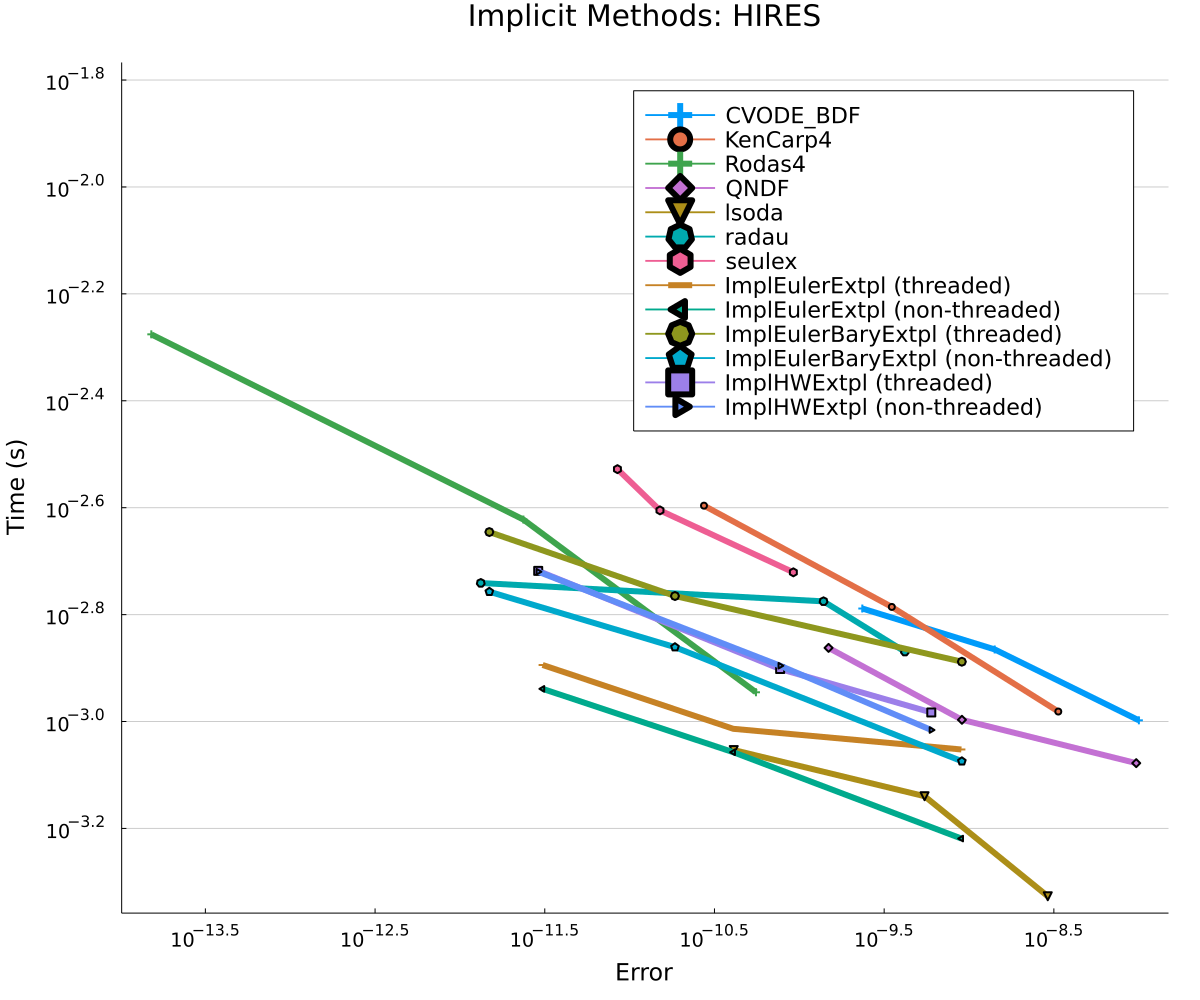 Implicit Methods: HIRES
10^−1.8
10^−2.0
10^−2.2
10^−2.4
10^−2.6
10^−2.8
10^−3.0
10^−3.2
Time (s)
CVODE_BDF
KenCarp4
Rodas4
QNDF
lsoda
radau
seulex
ImplEulerExtpl (threaded)
ImplEulerExtpl (non-threaded)
ImplEulerBaryExtpl (threaded)
ImplEulerBaryExtpl (non-threaded)
ImplHWExtpl (threaded)
ImplHWExtpl (non-threaded)
10^−13.5 10^−12.5 10^−11.5 10^−10.5 10^−9.5 10^−8.5
Error